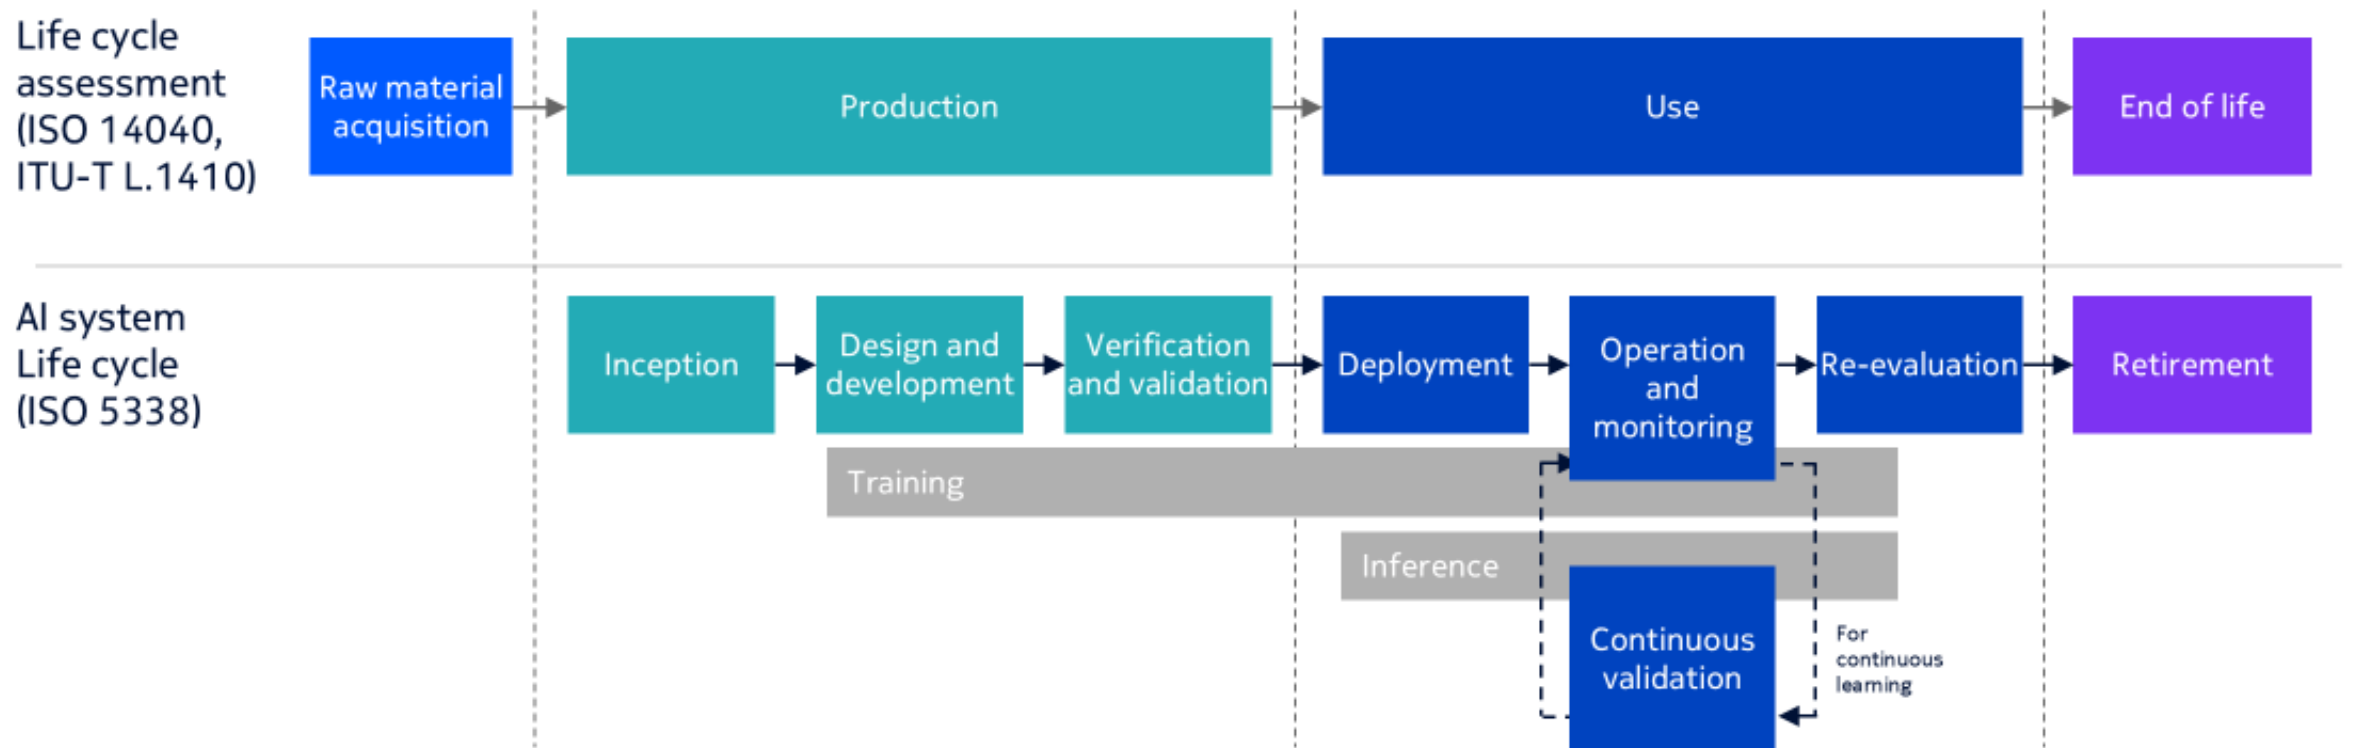 Life cycle
assessment
(ISO 14040,
ITU-T L.1410)
Raw material
acquisition
Production
Use
End of life
AI system
Life cycle
(ISO 5338)
Inception
Design and
development
Verification
and validation
Deployment
Operation
and
monitoring
Re-evaluation
Retirement
Training
Inference
Continuous
validation
For
continuous
learning